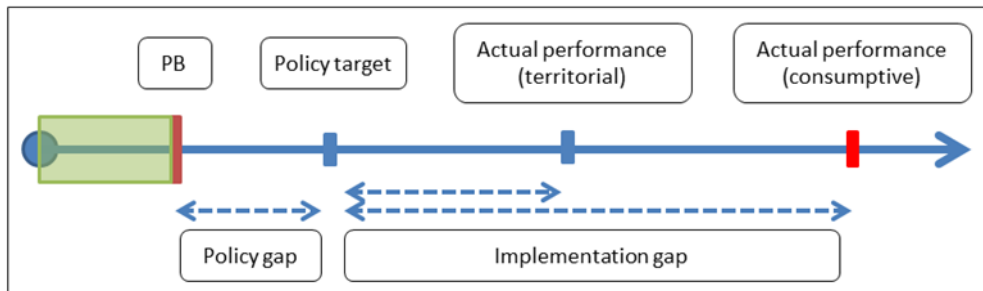 PB
Policy target
Actual performance
(territorial)
Actual performance
(consumptive)
Policy gap
Implementation gap